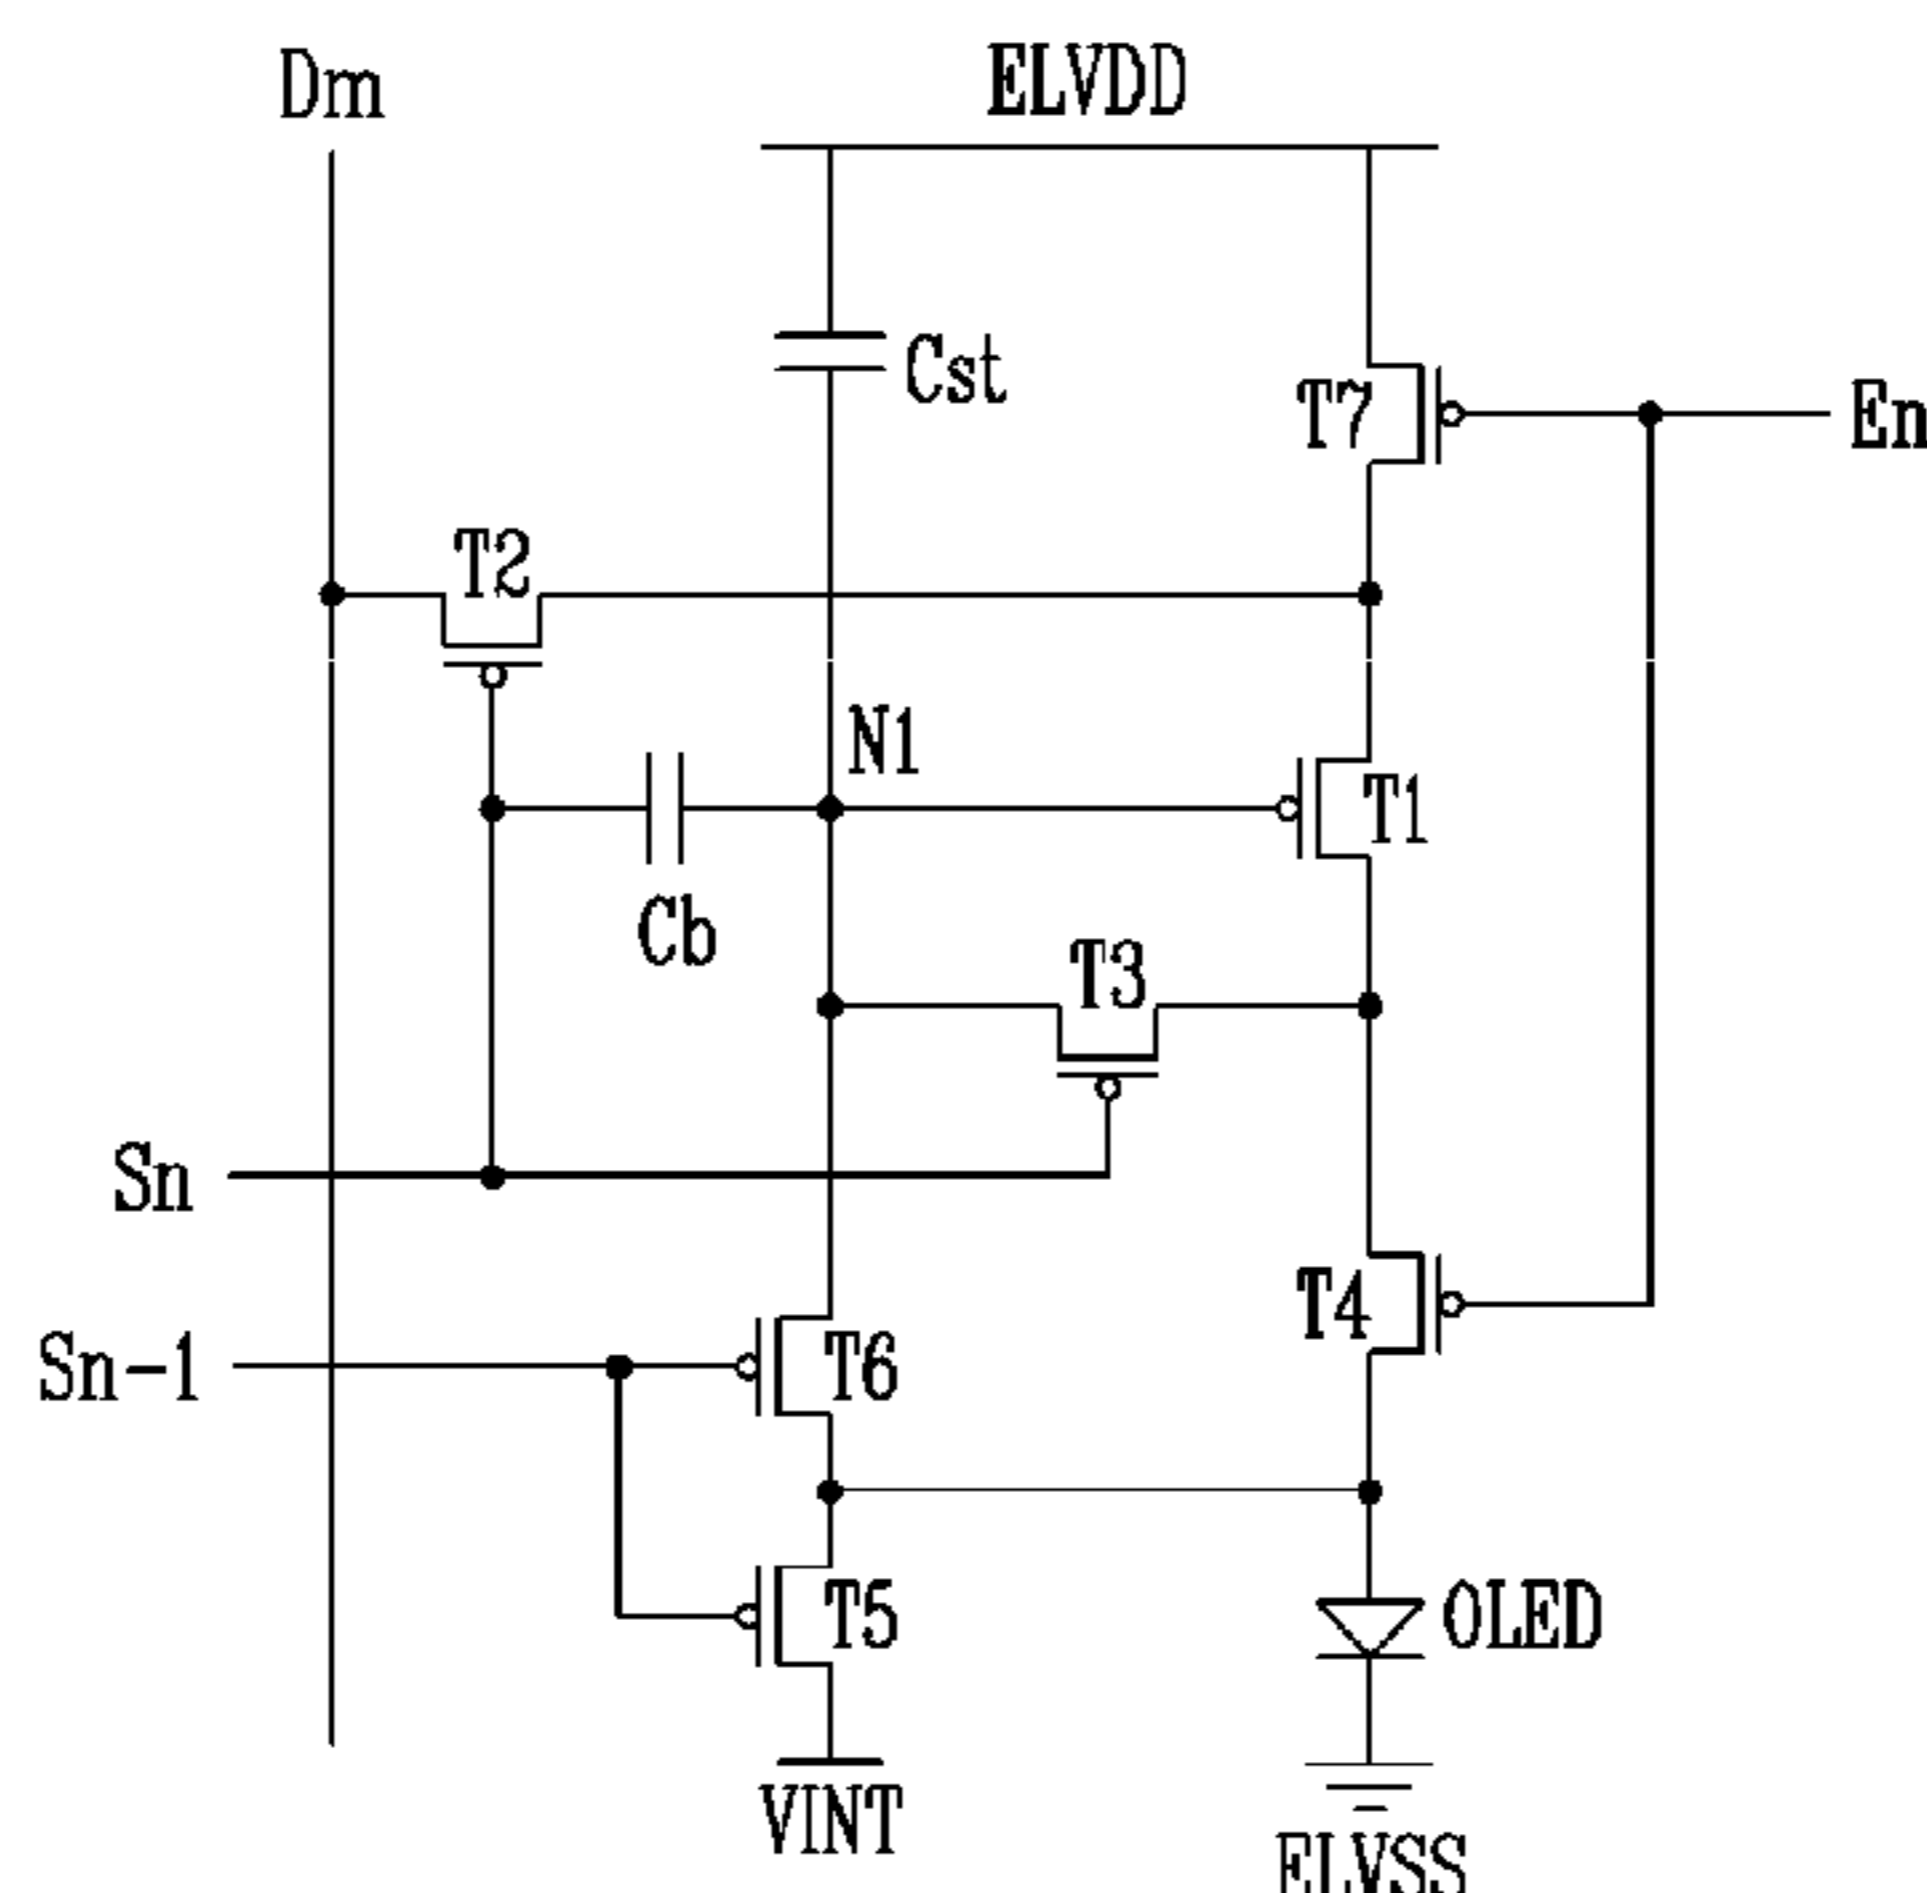 Dm
ELVDD
Cst
T7
En
T2
N1
T1
Cb
T3
Sn
T4
Sn-1
T6
T5
OLED
VINT
ELVSS